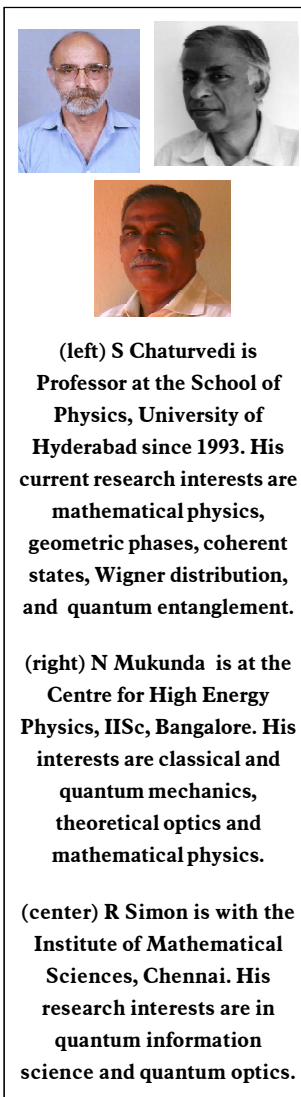 (left) S Chaturvedi is
Professor at the School of
Physics, University of
Hyderabad since 1993. His
current research interests are
mathematical physics,
geometric phases, coherent
states, Wigner distribution,
and quantum entanglement.
(right) N Mukunda is at the
Centre for High Energy
Physics, IISc, Bangalore. His
interests are classical and
quantum mechanics,
theoretical optics and
mathematical physics.
(center) R Simon is with the
Institute of Mathematical
Sciences, Chennai. His
research interests are in
quantum information
science and quantum optics.